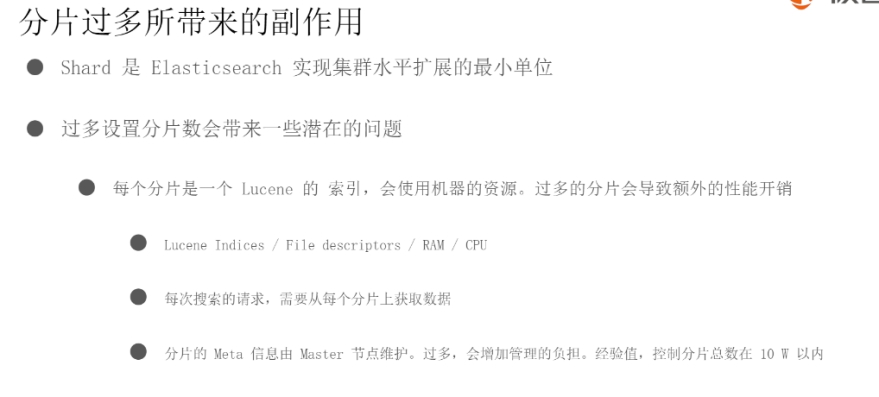 分片过多所带来的副作用
Shard 是 Elasticsearch 实现集群水平扩展的最小单位
过多设置分片数会带来一些潜在的问题
每个分片是一个 Lucene 的 索引，会使用机器的资源。过多的分片会导致额外的性能开销
Lucene Indices / File descriptors / RAM / CPU
每次搜索的请求，需要从每个分片上获取数据
分片的 Meta 信息由 Master 节点维护。过多，会增加管理的负担。经验值，控制分片总数在 10 W 以内